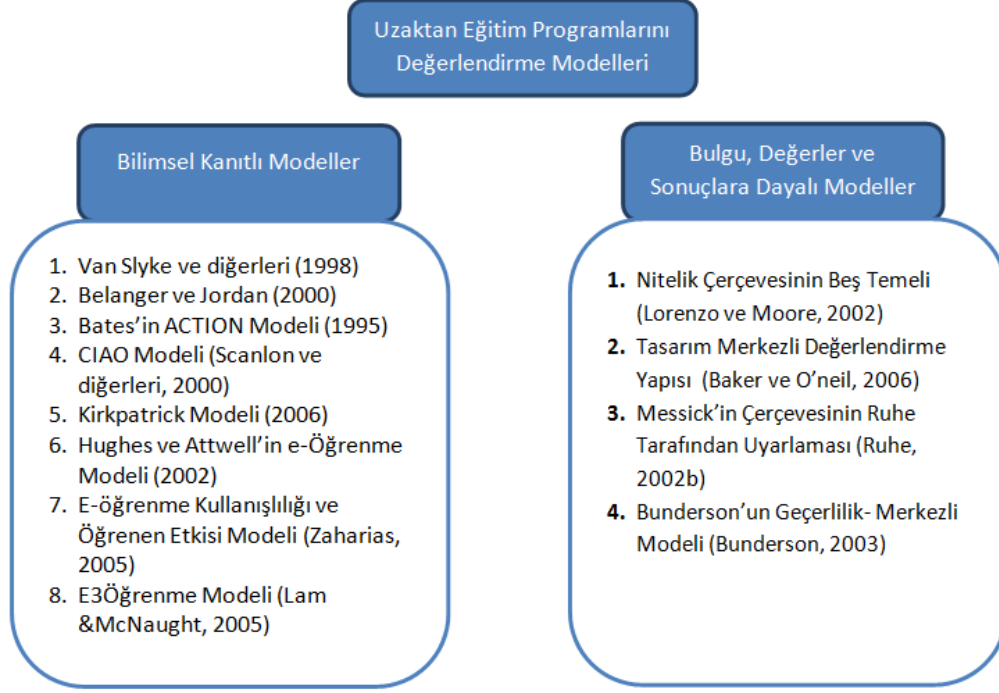 Uzaktan Eğitim Programlarını
Değerlendirme Modelleri
Bilimsel Kanıtlı Modeller
1. Van Slyke ve diğerleri (1998)
2. Belanger ve Jordan (2000)
3. Bates’in ACTION Modeli (1995)
4. CIAO Modeli (Scanlon ve
diğerleri, 2000)
5. Kirkpatrick Modeli (2006)
6. Hughes ve Attwell’in e-Öğrenme
Modeli (2002)
7. E-öğrenme Kullanışlılığı ve
Öğrenen Etkisi Modeli (Zaharias,
2005)
8. E3Öğrenme Modeli (Lam
&McNaught, 2005)
Bulgu, Değerler ve
Sonuçlara Dayalı Modeller
1. Nitelik Çerçevesinin Beş Temeli
(Lorenzo ve Moore, 2002)
2. Tasarım Merkezli Değerlendirme
Yapısı (Baker ve O’neil, 2006)
3. Messick’in Çerçevesinin Ruhe
Tarafından Uyarlaması (Ruhe,
2002b)
4. Bunderson’un Geçerlilik- Merkezli
Modeli (Bunderson, 2003)